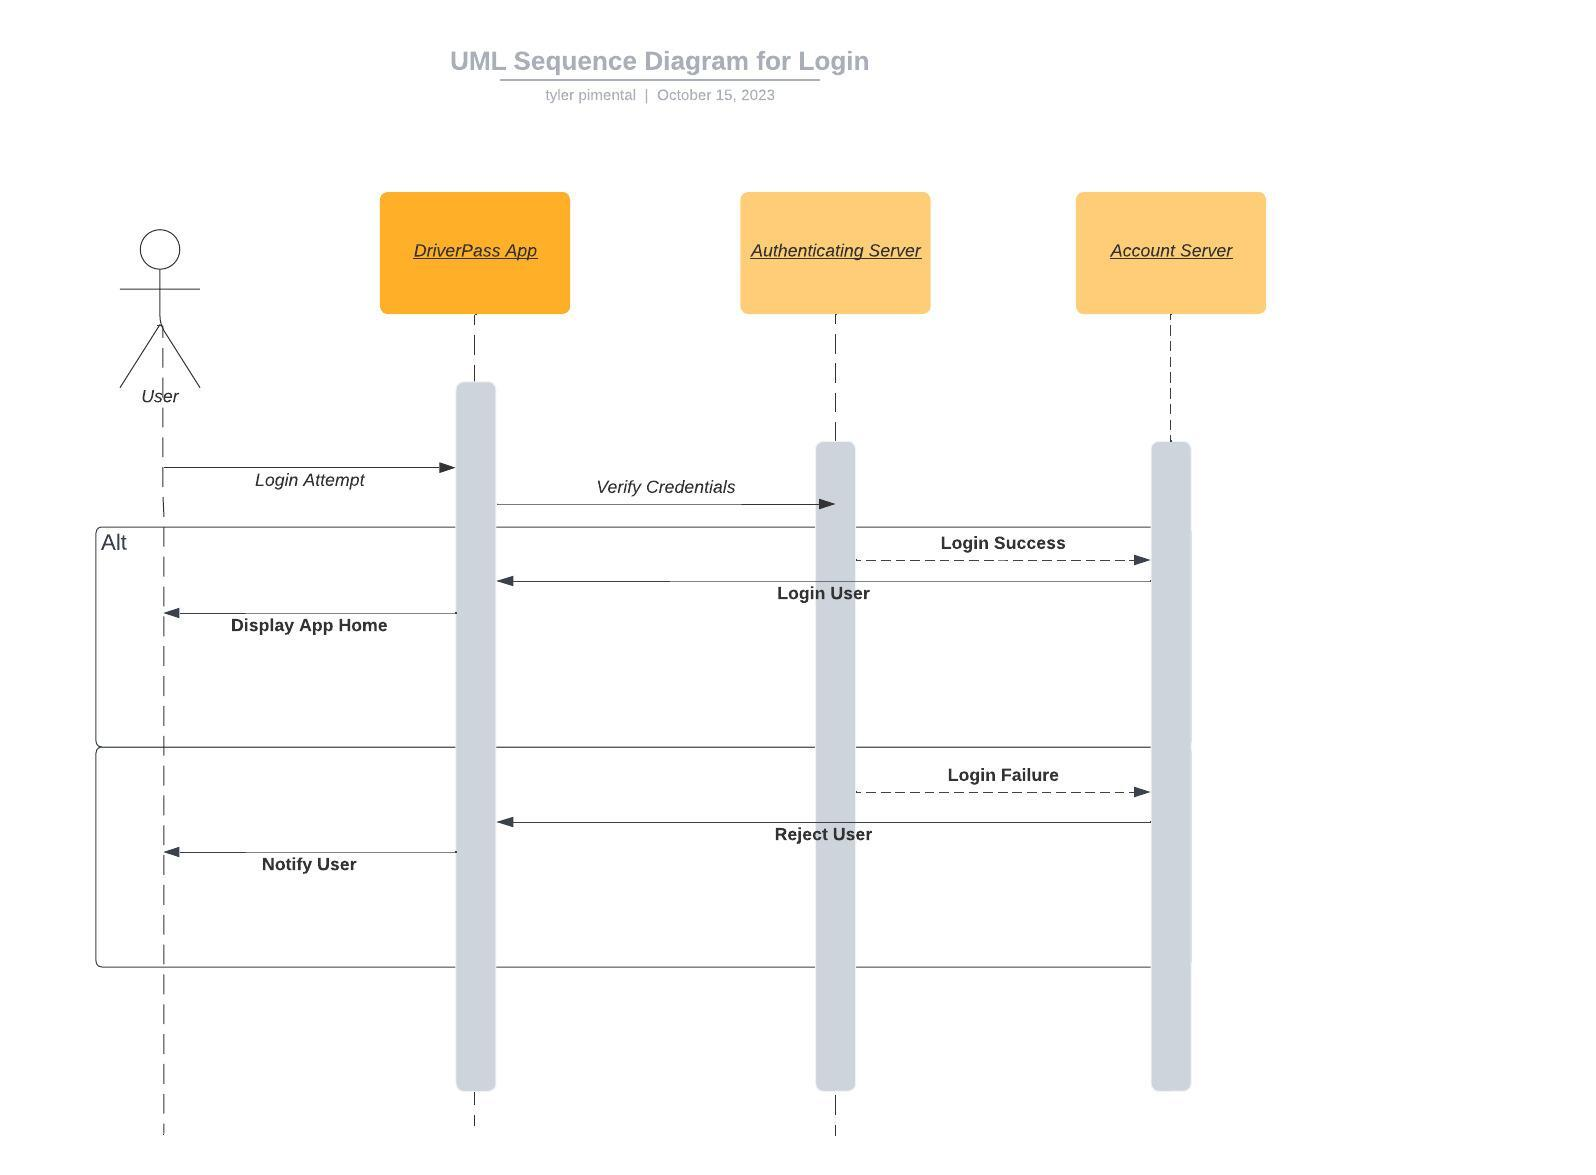 UML Sequence Diagram for Login
tyler pimental | October 15, 2023
DriverPass App
Authenticating Server
Account Server
User
Login Attempt
Verify Credentials
Alt
Login Success
Login User
Display App Home
Login Failure
Reject User
Notify User